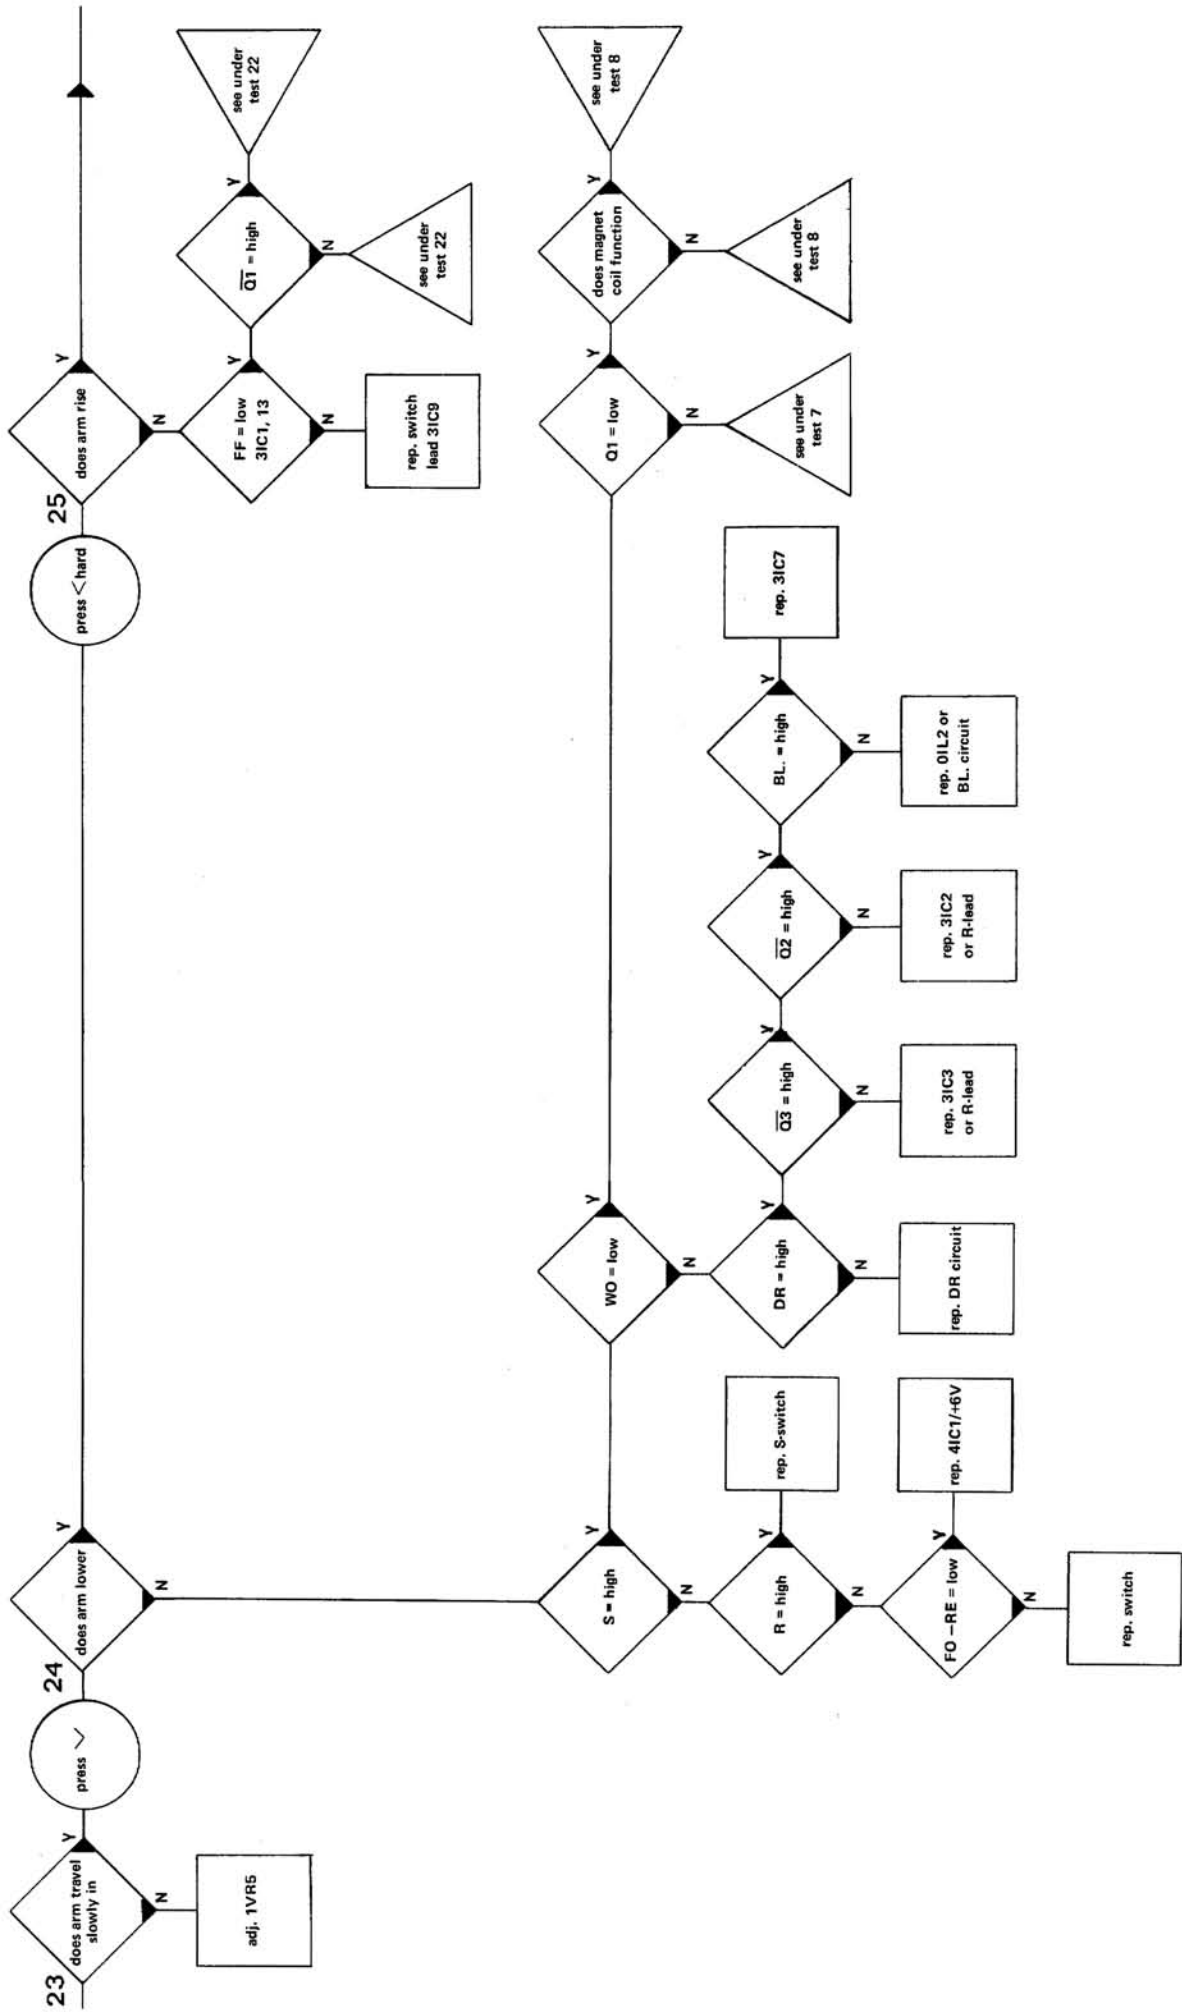 23
does arm travel
slowly in
Y
N
adj. 1VR5
press ∨
24
does arm lower
Y
N
press < hard
25
does arm rise
Y
N
FF = low
3IC1, 13
Y
N
rep. switch
lead 3IC9
Q̅1̅ = high
Y
N
see under
test 22
see under
test 22
S = high
Y
N
R = high
Y
N
rep. S-switch
FO –RE = low
Y
N
rep. 4IC1/+6V
rep. switch
WO = low
Y
N
DR = high
Y
N
rep. DR circuit
Q̅3̅ = high
Y
N
rep. 3IC3
or R-lead
Q̅2̅ = high
Y
N
rep. 3IC2
or R-lead
BL. = high
Y
N
rep. 3IC7
rep. 0IL2 or
BL. circuit
Q1 = low
Y
N
see under
test 7
does magnet
coil function
Y
N
see under
test 8
see under
test 8